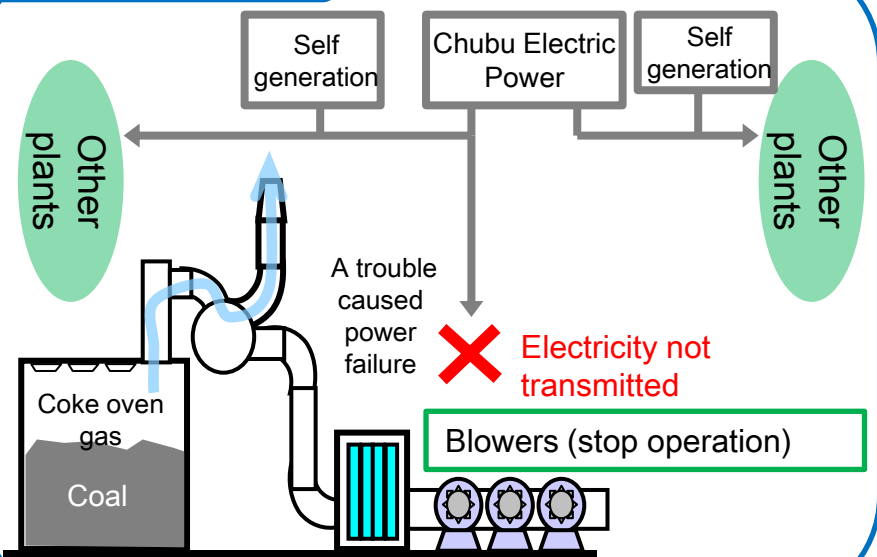 Self
generation
Chubu Electric
Power
Self
generation
Other
plants
Other
plants
A trouble
caused
power
failure
Electricity not
transmitted
Coke oven
gas
Blowers (stop operation)
Coal